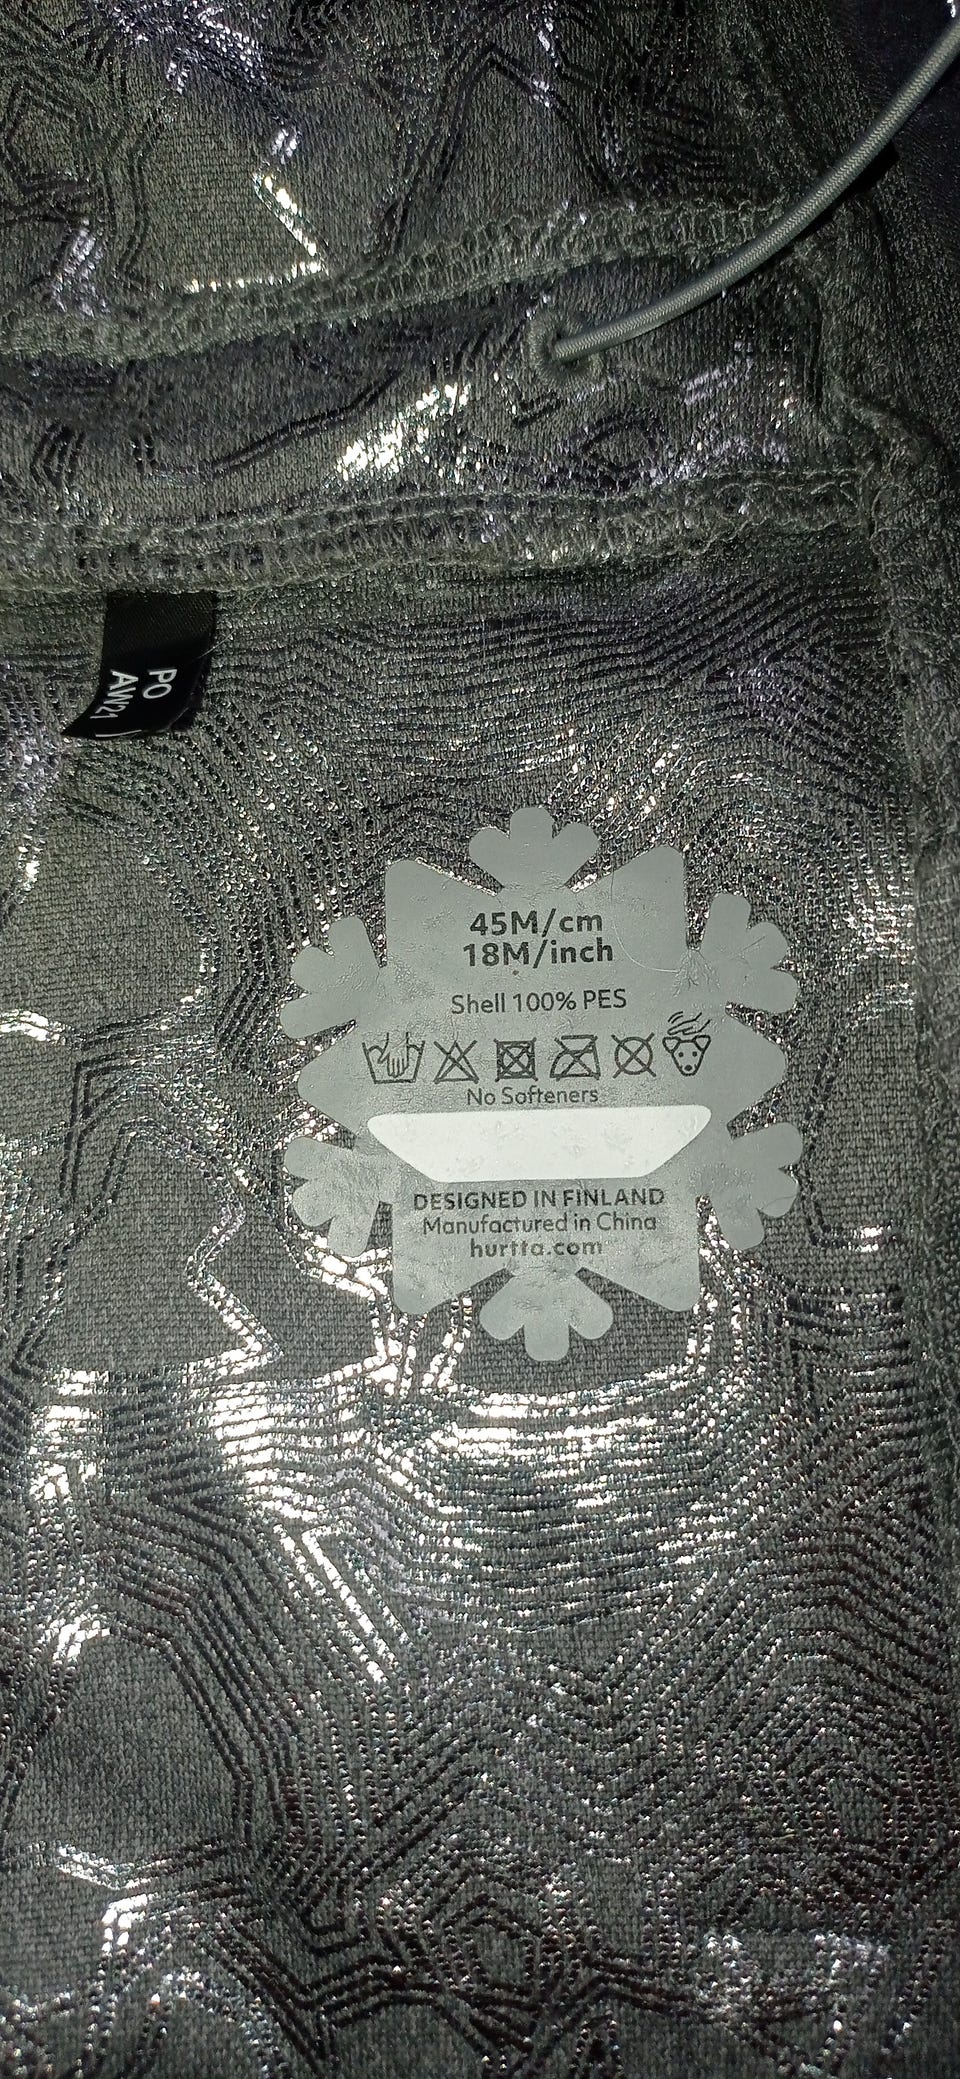 PO
AW21
45M/cm
18M/inch
Shell 100% PES
No Softeners
DESIGNED IN FINLAND
Manufactured in China
hurtta.com